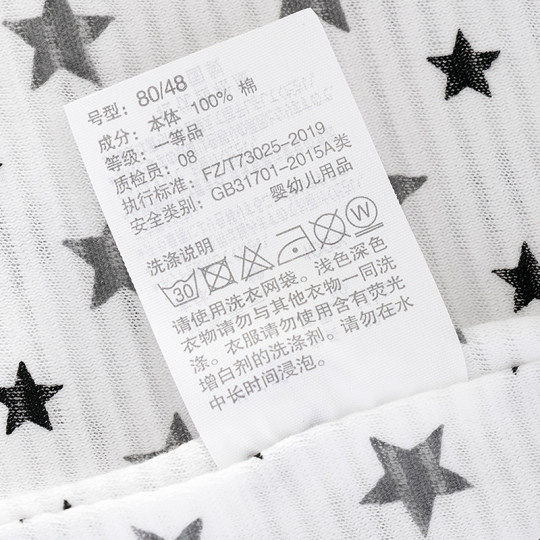 号型: 80/48
成分: 本体 100% 棉
等级: 一等品
质检员: 08
执行标准: FZ/T73025-2019
安全类别: GB31701-2015A类
婴幼儿用品
洗涤说明
30 W
请使用洗衣网袋。浅色深色
衣物请勿与其他衣物一同洗
涤。衣服请勿使用含有荧光
增白剂的洗涤剂。请勿在水
中长时间浸泡。